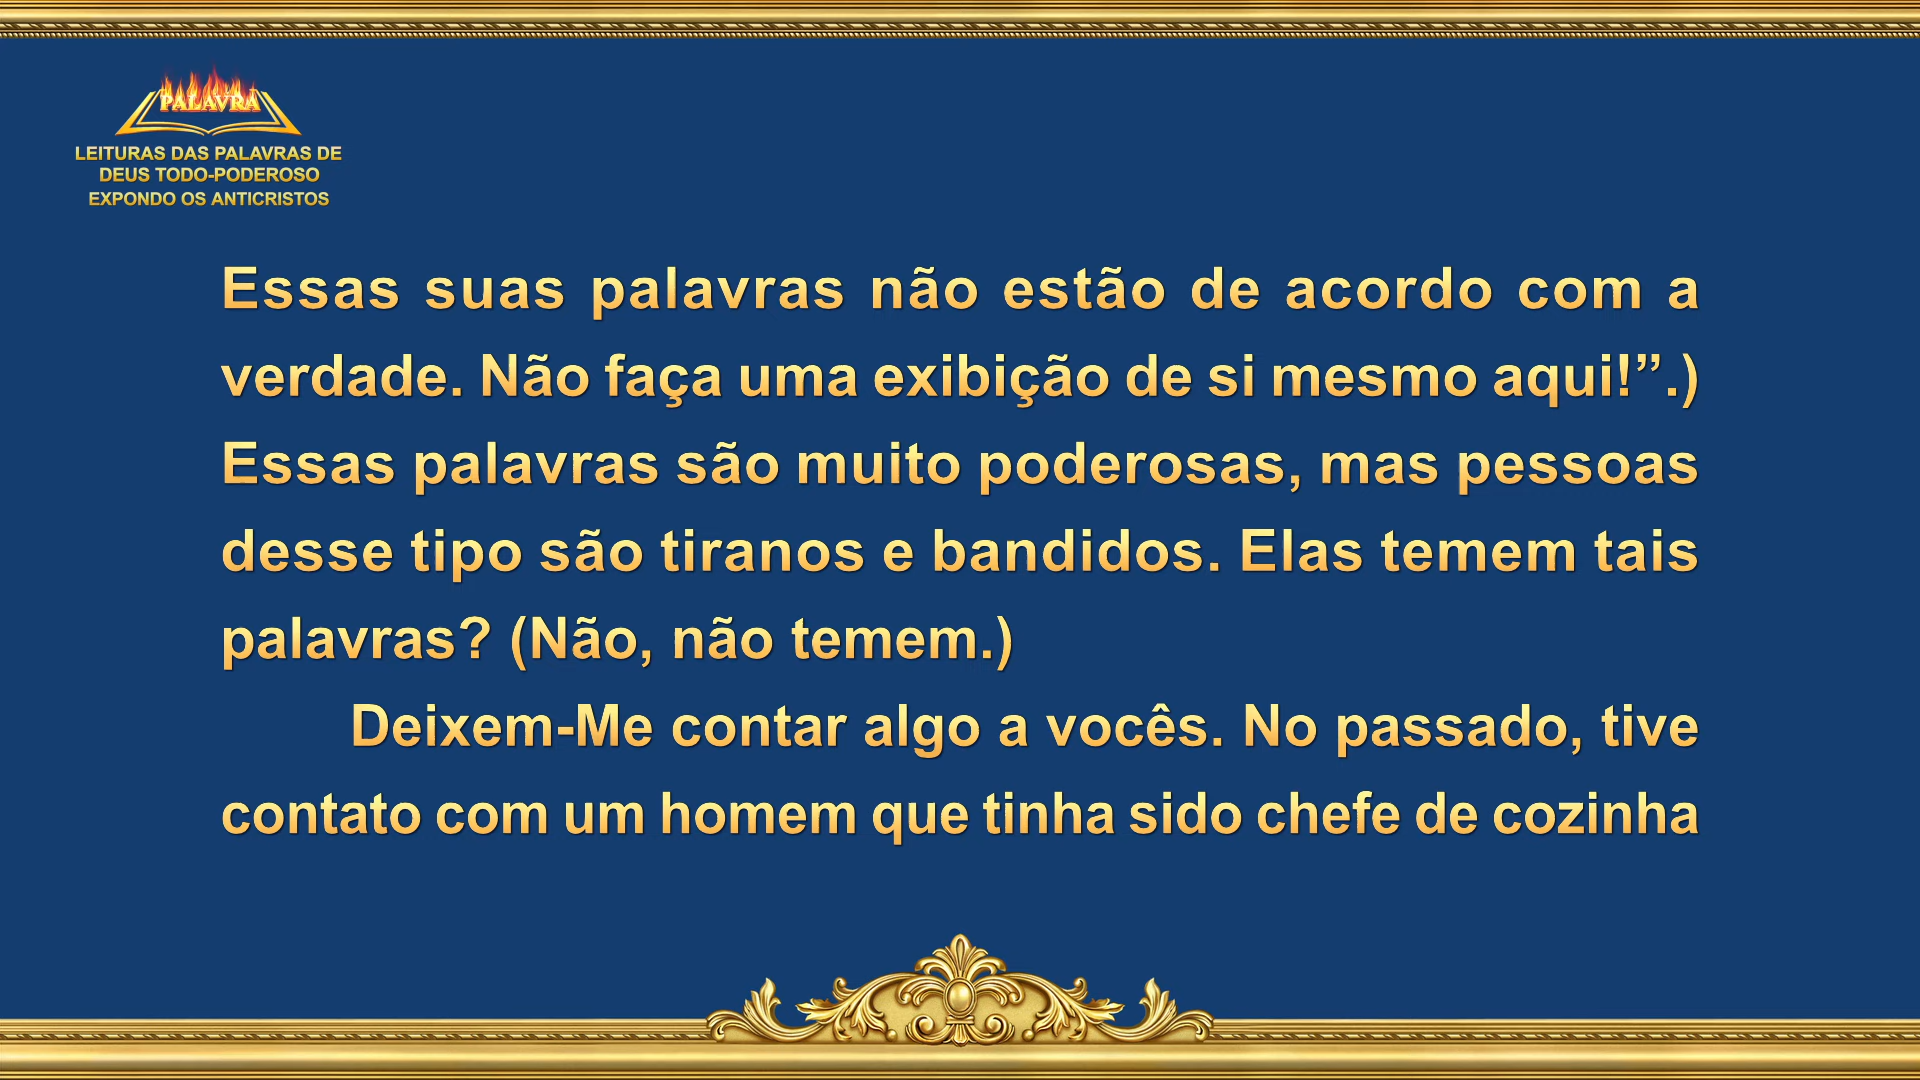 PALAVRA
LEITURAS DAS PALAVRAS DE
DEUS TODO-PODEROSO
EXPONDO OS ANTICRISTOS
Essas suas palavras não estão de acordo com a
verdade. Não faça uma exibição de si mesmo aqui!”.)
Essas palavras são muito poderosas, mas pessoas
desse tipo são tiranos e bandidos. Elas temem tais
palavras? (Não, não temem.)
Deixem-Me contar algo a vocês. No passado, tive
contato com um homem que tinha sido chefe de cozinha